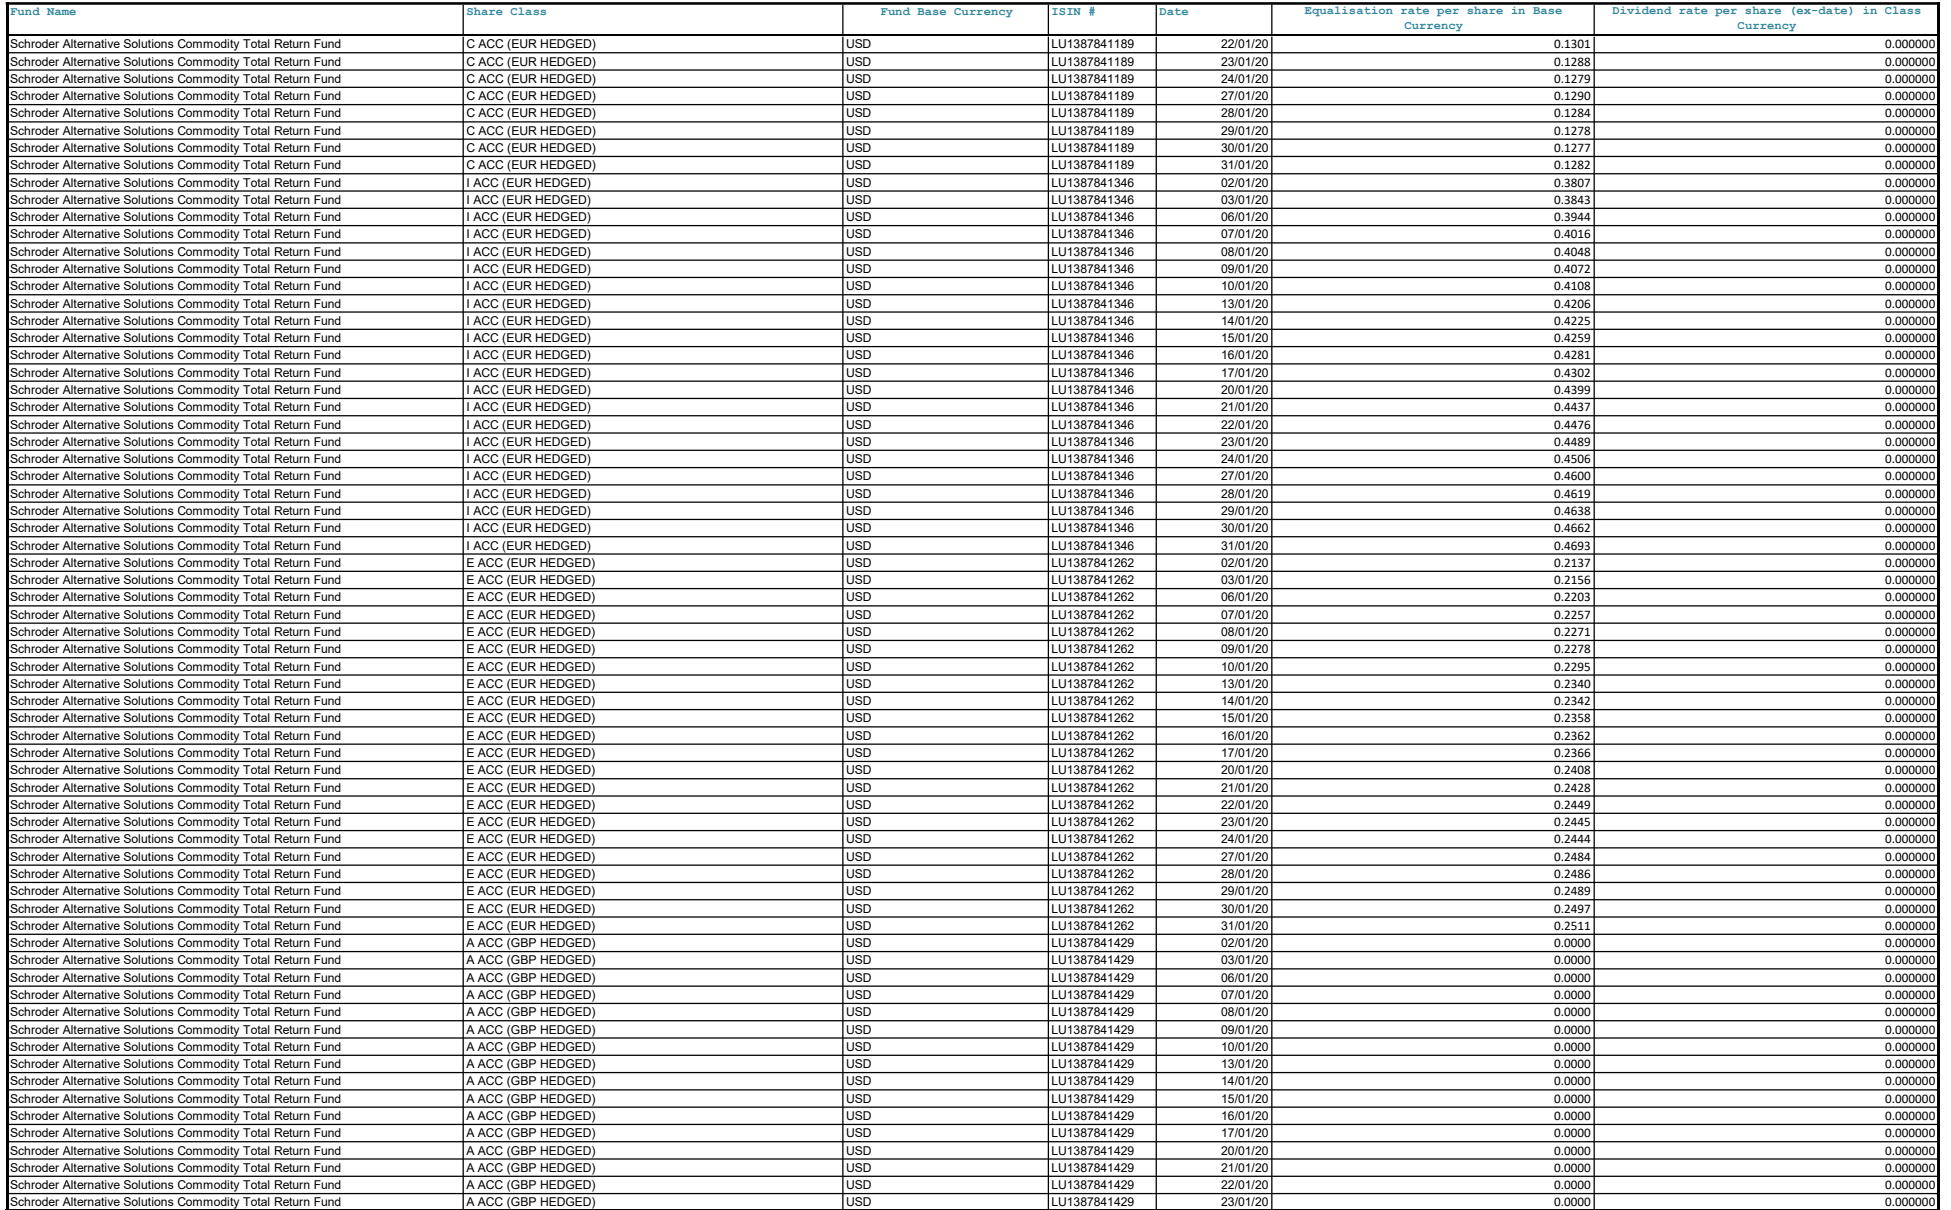 Fund Name Share Class Fund Base Currency ISIN # Date Equalisation rate per share in Base Currency Dividend rate per share (ex-date) in Class Currency
Schroder Alternative Solutions Commodity Total Return Fund C ACC (EUR HEDGED) USD LU1387841189 22/01/20 0.1301 0.000000
Schroder Alternative Solutions Commodity Total Return Fund C ACC (EUR HEDGED) USD LU1387841189 23/01/20 0.1288 0.000000
Schroder Alternative Solutions Commodity Total Return Fund C ACC (EUR HEDGED) USD LU1387841189 24/01/20 0.1279 0.000000
Schroder Alternative Solutions Commodity Total Return Fund C ACC (EUR HEDGED) USD LU1387841189 27/01/20 0.1290 0.000000
Schroder Alternative Solutions Commodity Total Return Fund C ACC (EUR HEDGED) USD LU1387841189 28/01/20 0.1284 0.000000
Schroder Alternative Solutions Commodity Total Return Fund C ACC (EUR HEDGED) USD LU1387841189 29/01/20 0.1278 0.000000
Schroder Alternative Solutions Commodity Total Return Fund C ACC (EUR HEDGED) USD LU1387841189 30/01/20 0.1277 0.000000
Schroder Alternative Solutions Commodity Total Return Fund C ACC (EUR HEDGED) USD LU1387841189 31/01/20 0.1282 0.000000
Schroder Alternative Solutions Commodity Total Return Fund I ACC (EUR HEDGED) USD LU1387841346 02/01/20 0.3807 0.000000
Schroder Alternative Solutions Commodity Total Return Fund I ACC (EUR HEDGED) USD LU1387841346 03/01/20 0.3843 0.000000
Schroder Alternative Solutions Commodity Total Return Fund I ACC (EUR HEDGED) USD LU1387841346 06/01/20 0.3944 0.000000
Schroder Alternative Solutions Commodity Total Return Fund I ACC (EUR HEDGED) USD LU1387841346 07/01/20 0.4016 0.000000
Schroder Alternative Solutions Commodity Total Return Fund I ACC (EUR HEDGED) USD LU1387841346 08/01/20 0.4048 0.000000
Schroder Alternative Solutions Commodity Total Return Fund I ACC (EUR HEDGED) USD LU1387841346 09/01/20 0.4072 0.000000
Schroder Alternative Solutions Commodity Total Return Fund I ACC (EUR HEDGED) USD LU1387841346 10/01/20 0.4108 0.000000
Schroder Alternative Solutions Commodity Total Return Fund I ACC (EUR HEDGED) USD LU1387841346 13/01/20 0.4206 0.000000
Schroder Alternative Solutions Commodity Total Return Fund I ACC (EUR HEDGED) USD LU1387841346 14/01/20 0.4225 0.000000
Schroder Alternative Solutions Commodity Total Return Fund I ACC (EUR HEDGED) USD LU1387841346 15/01/20 0.4259 0.000000
Schroder Alternative Solutions Commodity Total Return Fund I ACC (EUR HEDGED) USD LU1387841346 16/01/20 0.4281 0.000000
Schroder Alternative Solutions Commodity Total Return Fund I ACC (EUR HEDGED) USD LU1387841346 17/01/20 0.4302 0.000000
Schroder Alternative Solutions Commodity Total Return Fund I ACC (EUR HEDGED) USD LU1387841346 20/01/20 0.4399 0.000000
Schroder Alternative Solutions Commodity Total Return Fund I ACC (EUR HEDGED) USD LU1387841346 21/01/20 0.4437 0.000000
Schroder Alternative Solutions Commodity Total Return Fund I ACC (EUR HEDGED) USD LU1387841346 22/01/20 0.4476 0.000000
Schroder Alternative Solutions Commodity Total Return Fund I ACC (EUR HEDGED) USD LU1387841346 23/01/20 0.4489 0.000000
Schroder Alternative Solutions Commodity Total Return Fund I ACC (EUR HEDGED) USD LU1387841346 24/01/20 0.4506 0.000000
Schroder Alternative Solutions Commodity Total Return Fund I ACC (EUR HEDGED) USD LU1387841346 27/01/20 0.4600 0.000000
Schroder Alternative Solutions Commodity Total Return Fund I ACC (EUR HEDGED) USD LU1387841346 28/01/20 0.4619 0.000000
Schroder Alternative Solutions Commodity Total Return Fund I ACC (EUR HEDGED) USD LU1387841346 29/01/20 0.4638 0.000000
Schroder Alternative Solutions Commodity Total Return Fund I ACC (EUR HEDGED) USD LU1387841346 30/01/20 0.4662 0.000000
Schroder Alternative Solutions Commodity Total Return Fund I ACC (EUR HEDGED) USD LU1387841346 31/01/20 0.4693 0.000000
Schroder Alternative Solutions Commodity Total Return Fund E ACC (EUR HEDGED) USD LU1387841262 02/01/20 0.2137 0.000000
Schroder Alternative Solutions Commodity Total Return Fund E ACC (EUR HEDGED) USD LU1387841262 03/01/20 0.2156 0.000000
Schroder Alternative Solutions Commodity Total Return Fund E ACC (EUR HEDGED) USD LU1387841262 06/01/20 0.2203 0.000000
Schroder Alternative Solutions Commodity Total Return Fund E ACC (EUR HEDGED) USD LU1387841262 07/01/20 0.2257 0.000000
Schroder Alternative Solutions Commodity Total Return Fund E ACC (EUR HEDGED) USD LU1387841262 08/01/20 0.2271 0.000000
Schroder Alternative Solutions Commodity Total Return Fund E ACC (EUR HEDGED) USD LU1387841262 09/01/20 0.2278 0.000000
Schroder Alternative Solutions Commodity Total Return Fund E ACC (EUR HEDGED) USD LU1387841262 10/01/20 0.2295 0.000000
Schroder Alternative Solutions Commodity Total Return Fund E ACC (EUR HEDGED) USD LU1387841262 13/01/20 0.2340 0.000000
Schroder Alternative Solutions Commodity Total Return Fund E ACC (EUR HEDGED) USD LU1387841262 14/01/20 0.2342 0.000000
Schroder Alternative Solutions Commodity Total Return Fund E ACC (EUR HEDGED) USD LU1387841262 15/01/20 0.2358 0.000000
Schroder Alternative Solutions Commodity Total Return Fund E ACC (EUR HEDGED) USD LU1387841262 16/01/20 0.2362 0.000000
Schroder Alternative Solutions Commodity Total Return Fund E ACC (EUR HEDGED) USD LU1387841262 17/01/20 0.2366 0.000000
Schroder Alternative Solutions Commodity Total Return Fund E ACC (EUR HEDGED) USD LU1387841262 20/01/20 0.2408 0.000000
Schroder Alternative Solutions Commodity Total Return Fund E ACC (EUR HEDGED) USD LU1387841262 21/01/20 0.2428 0.000000
Schroder Alternative Solutions Commodity Total Return Fund E ACC (EUR HEDGED) USD LU1387841262 22/01/20 0.2449 0.000000
Schroder Alternative Solutions Commodity Total Return Fund E ACC (EUR HEDGED) USD LU1387841262 23/01/20 0.2445 0.000000
Schroder Alternative Solutions Commodity Total Return Fund E ACC (EUR HEDGED) USD LU1387841262 24/01/20 0.2444 0.000000
Schroder Alternative Solutions Commodity Total Return Fund E ACC (EUR HEDGED) USD LU1387841262 27/01/20 0.2484 0.000000
Schroder Alternative Solutions Commodity Total Return Fund E ACC (EUR HEDGED) USD LU1387841262 28/01/20 0.2486 0.000000
Schroder Alternative Solutions Commodity Total Return Fund E ACC (EUR HEDGED) USD LU1387841262 29/01/20 0.2489 0.000000
Schroder Alternative Solutions Commodity Total Return Fund E ACC (EUR HEDGED) USD LU1387841262 30/01/20 0.2497 0.000000
Schroder Alternative Solutions Commodity Total Return Fund E ACC (EUR HEDGED) USD LU1387841262 31/01/20 0.2511 0.000000
Schroder Alternative Solutions Commodity Total Return Fund A ACC (GBP HEDGED) USD LU1387841429 02/01/20 0.0000 0.000000
Schroder Alternative Solutions Commodity Total Return Fund A ACC (GBP HEDGED) USD LU1387841429 03/01/20 0.0000 0.000000
Schroder Alternative Solutions Commodity Total Return Fund A ACC (GBP HEDGED) USD LU1387841429 06/01/20 0.0000 0.000000
Schroder Alternative Solutions Commodity Total Return Fund A ACC (GBP HEDGED) USD LU1387841429 07/01/20 0.0000 0.000000
Schroder Alternative Solutions Commodity Total Return Fund A ACC (GBP HEDGED) USD LU1387841429 08/01/20 0.0000 0.000000
Schroder Alternative Solutions Commodity Total Return Fund A ACC (GBP HEDGED) USD LU1387841429 09/01/20 0.0000 0.000000
Schroder Alternative Solutions Commodity Total Return Fund A ACC (GBP HEDGED) USD LU1387841429 10/01/20 0.0000 0.000000
Schroder Alternative Solutions Commodity Total Return Fund A ACC (GBP HEDGED) USD LU1387841429 13/01/20 0.0000 0.000000
Schroder Alternative Solutions Commodity Total Return Fund A ACC (GBP HEDGED) USD LU1387841429 14/01/20 0.0000 0.000000
Schroder Alternative Solutions Commodity Total Return Fund A ACC (GBP HEDGED) USD LU1387841429 15/01/20 0.0000 0.000000
Schroder Alternative Solutions Commodity Total Return Fund A ACC (GBP HEDGED) USD LU1387841429 16/01/20 0.0000 0.000000
Schroder Alternative Solutions Commodity Total Return Fund A ACC (GBP HEDGED) USD LU1387841429 17/01/20 0.0000 0.000000
Schroder Alternative Solutions Commodity Total Return Fund A ACC (GBP HEDGED) USD LU1387841429 20/01/20 0.0000 0.000000
Schroder Alternative Solutions Commodity Total Return Fund A ACC (GBP HEDGED) USD LU1387841429 21/01/20 0.0000 0.000000
Schroder Alternative Solutions Commodity Total Return Fund A ACC (GBP HEDGED) USD LU1387841429 22/01/20 0.0000 0.000000
Schroder Alternative Solutions Commodity Total Return Fund A ACC (GBP HEDGED) USD LU1387841429 23/01/20 0.0000 0.000000